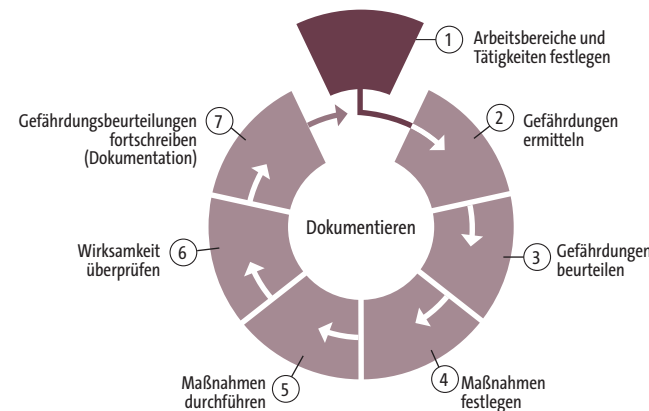 1
Arbeitsbereiche und
Tätigkeiten festlegen
2
Gefährdungen
ermitteln
3
Gefährdungen
beurteilen
4
Maßnahmen
festlegen
5
Maßnahmen
durchführen
6
Wirksamkeit
überprüfen
7
Gefährdungsbeurteilungen
fortschreiben
(Dokumentation)
Dokumentieren